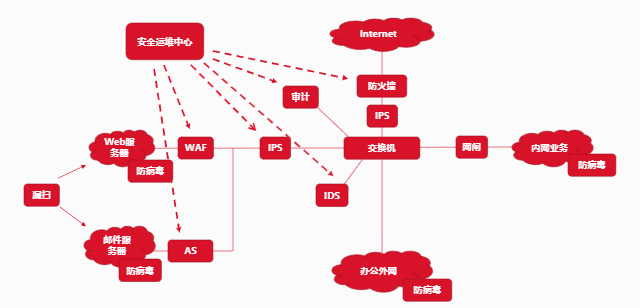 Internet
安全运维中心
防火墙
审计
IPS
Web服
务器
WAF
IPS
交换机
网闸
内网业务
防病毒
防病毒
漏扫
IDS
邮件服
务器
AS
防病毒
办公外网
防病毒